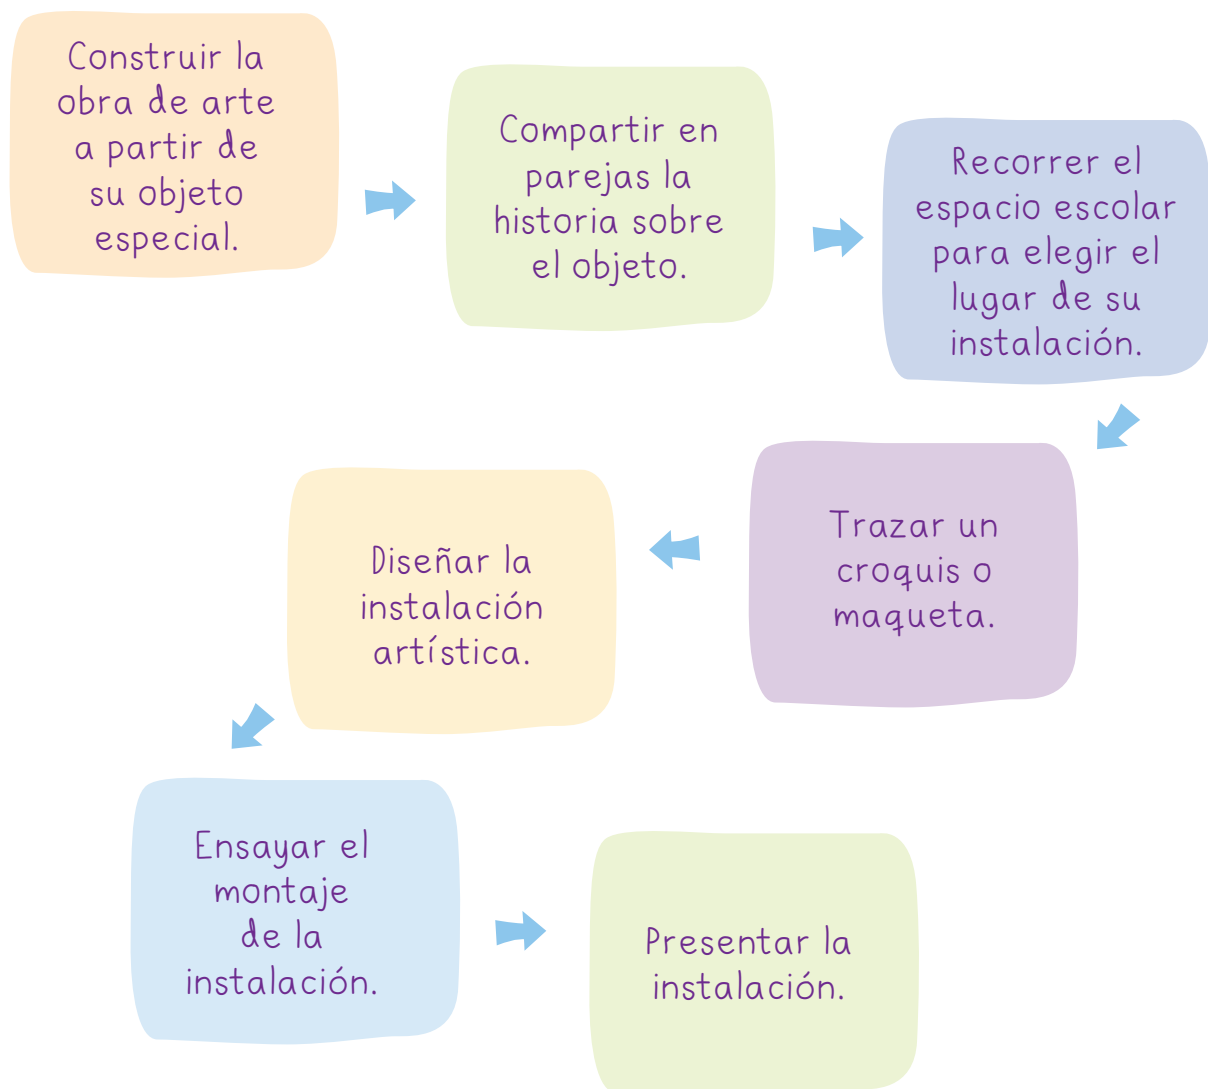 Construir la
obra de arte
a partir de
su objeto
especial.
Compartir en
parejas la
historia sobre
el objeto.
Recorrer el
espacio escolar
para elegir el
lugar de su
instalación.
Trazar un
croquis o
maqueta.
Diseñar la
instalación
artística.
Ensayar el
montaje
de la
instalación.
Presentar la
instalación.